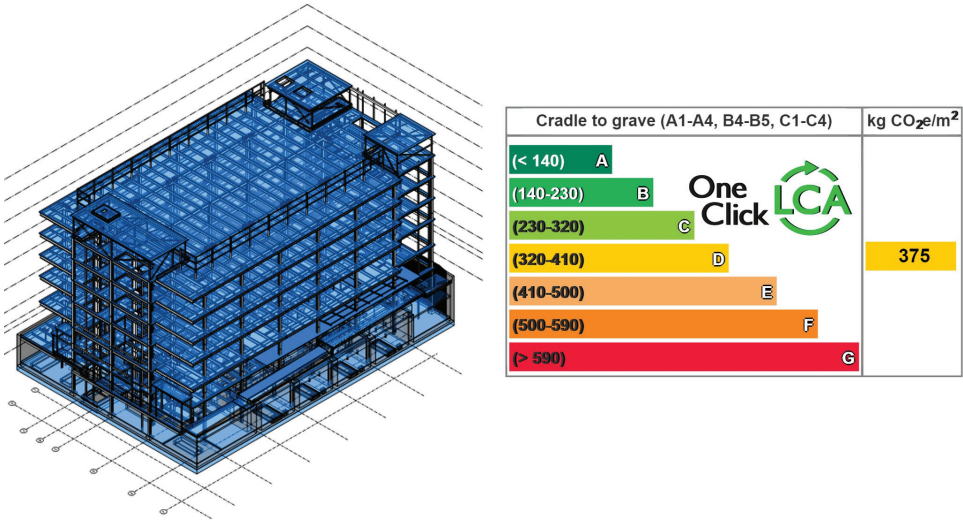 Cradle to grave (A1-A4, B4-B5, C1-C4)
kg CO₂e/m²
(< 140) A
(140-230) B
(230-320) C
(320-410) D
375
(410-500) E
(500-590) F
(> 590) G
One
Click
LCA